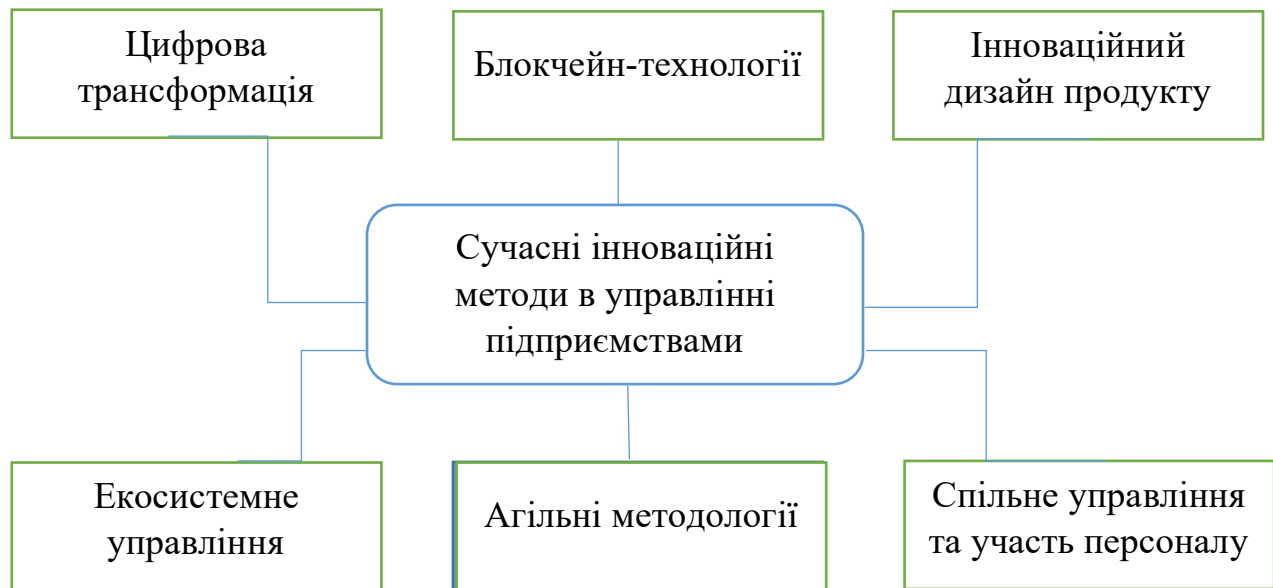 Цифрова
трансформація
Блокчейн-технології
Інноваційний
дизайн продукту
Сучасні інноваційні
методи в управлінні
підприємствами
Екосистемне
управління
Агільні методології
Спільне управління
та участь персоналу